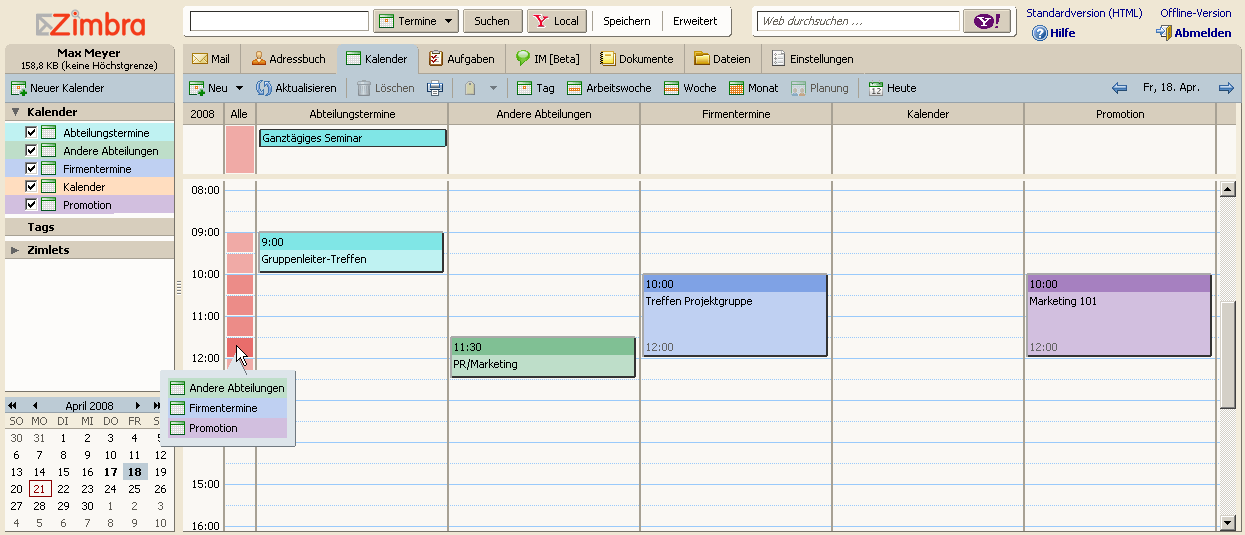 Zimbra
Termine
Suchen
Local
Speichern
Erweitert
Web durchsuchen ...
Y!
Standardversion (HTML)
Offline-Version
Hilfe
Abmelden
Max Meyer
158,8 KB (keine Höchstgrenze)
Mail
Adressbuch
Kalender
Aufgaben
IM [Beta]
Dokumente
Dateien
Einstellungen
Neuer Kalender
Neu
Aktualisieren
Löschen
Tag
Arbeitswoche
Woche
Monat
Planung
12 Heute
Fr, 18. Apr.
Kalender
Abteilungstermine
Andere Abteilungen
Firmentermine
Kalender
Promotion
Tags
Zimlets
2008 Alle Abteilungstermine Andere Abteilungen Firmentermine Kalender Promotion
Ganztägiges Seminar
08:00
09:00
10:00
11:00
12:00
15:00
16:00
9:00
Gruppenleiter-Treffen
11:30
PR/Marketing
10:00
Treffen Projektgruppe
12:00
10:00
Marketing 101
12:00
Andere Abteilungen
Firmentermine
Promotion
April 2008
SO MO DI MI DO FR
30 31 1 2 3 4
6 7 8 9 10 11 12
13 14 15 16 17 18 19
20 21 22 23 24 25 26
27 28 29 30 1 2 3
4 5 6 7 8 9 10